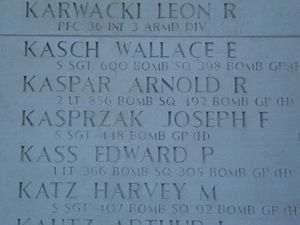 KARWACKI LEON R
PFC 36 INF 3 ARMD DIV
KASCH WALLACE E
S SGT 600 BOMB SQ 398 BOMB GP (H)
KASPAR ARNOLD R
2 LT 856 BOMB SQ 492 BOMB GP (H)
KASPRZAK JOSEPH F
S SGT 448 BOMB GP (H)
KASS EDWARD P
1 LT 366 BOMB SQ 305 BOMB GP (H)
KATZ HARVEY M
S SGT 407 BOMB SQ 92 BOMB GP (H)
KAUTZ ARTHUR L